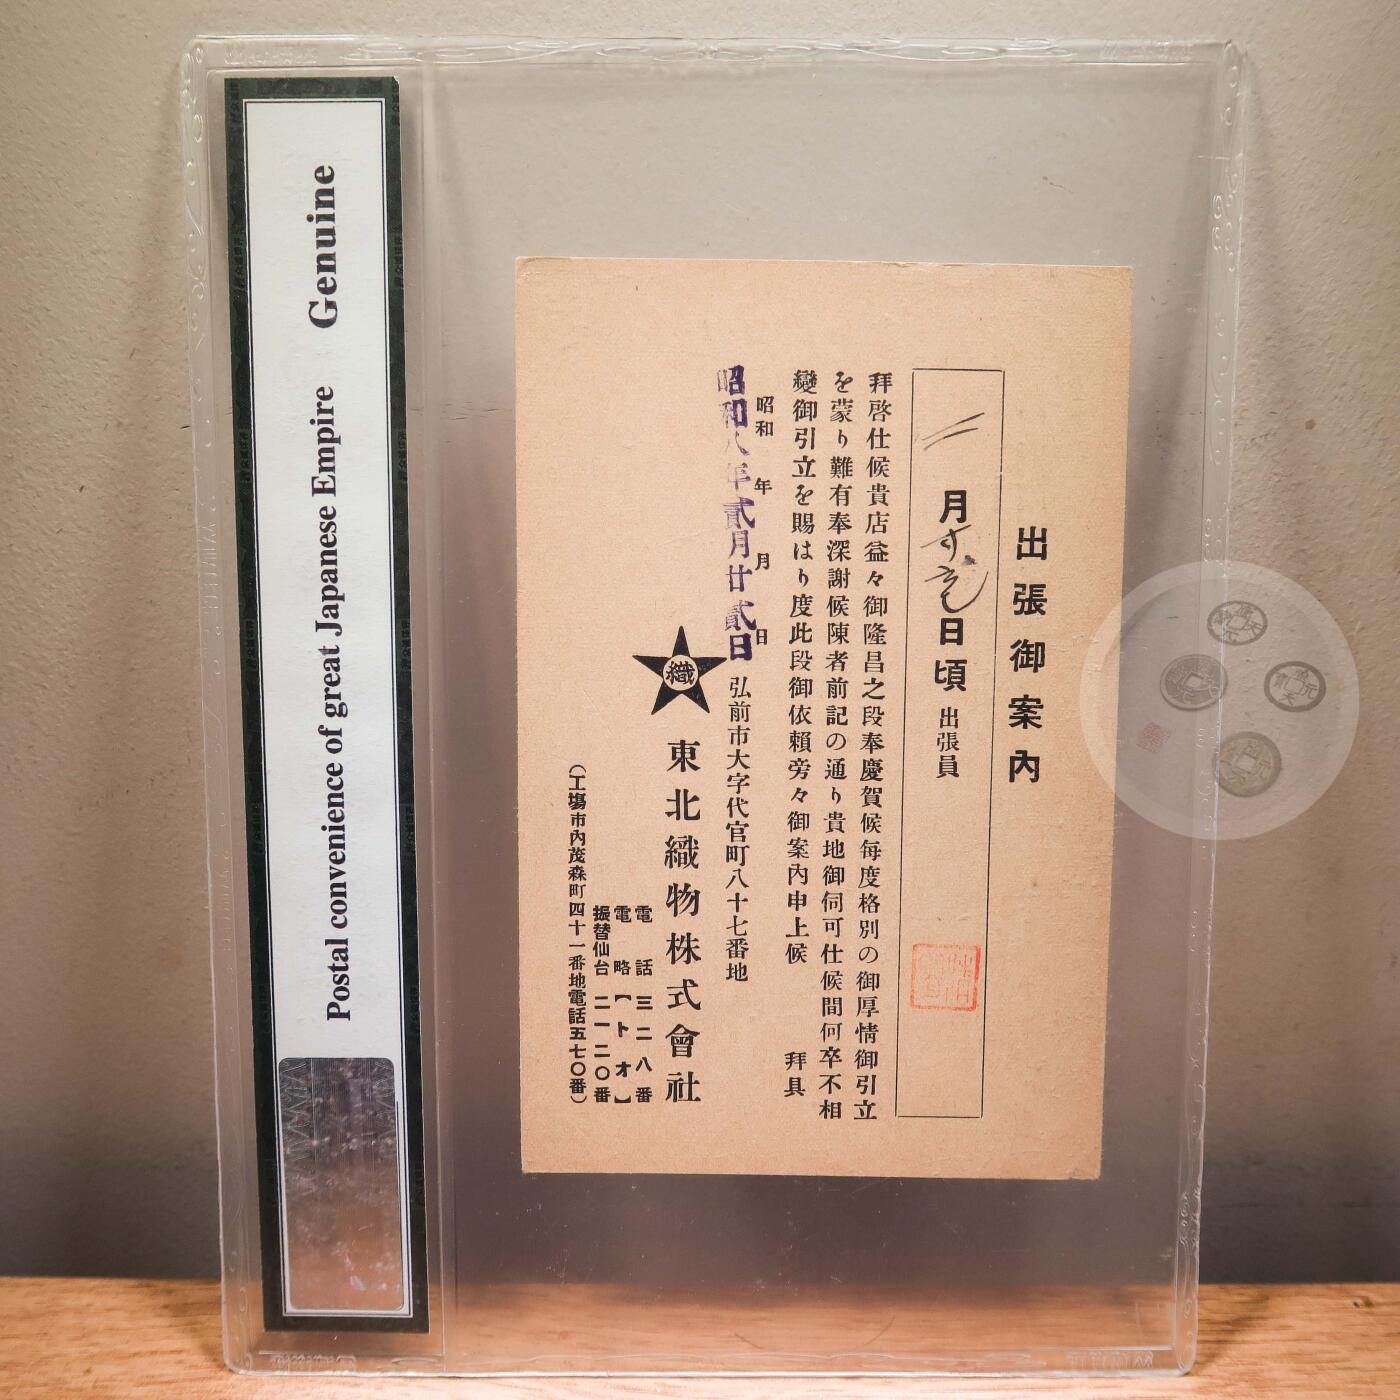 Postal convenience of great Japanese Empire Genuine
出張御案内
二月 日頃 出張員
拜啓仕候貴店益々御隆昌之段奉慶賀候每度格別の御厚情御引立
を蒙り難有奉深謝候陳者前記の通り貴地御伺可仕候間何卒不相
變御引立を賜はり度此段御依賴旁々御案內申上候 拜具
昭和 年 月 日
昭和八年貳月廿貳日
弘前市大字代官町八十七番地
織
東北織物株式會社
電話三二八番
電略【トオ】
振替仙台二一二〇番
(工場市內茂森町四十一番地電話五七〇番)